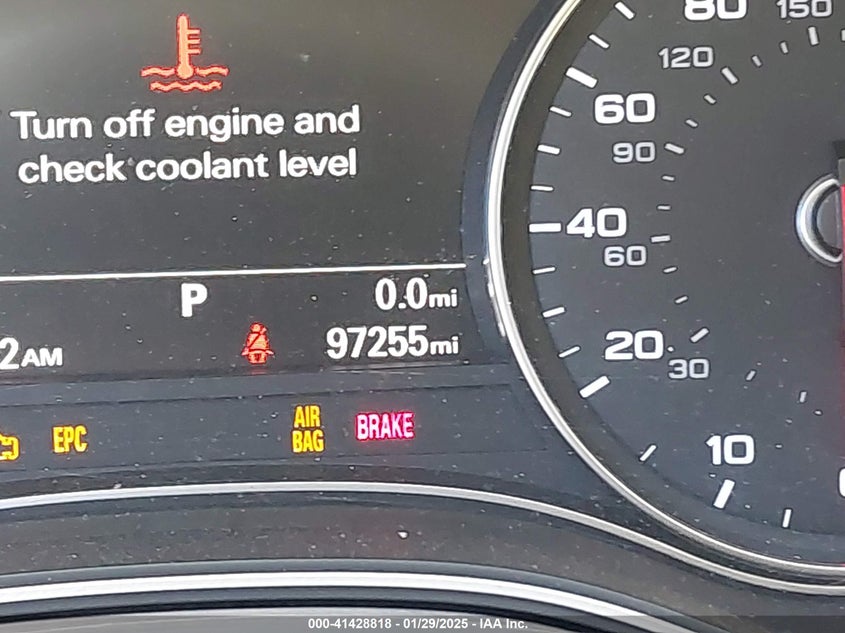 80 150
120
Turn off engine and
check coolant level
60
90
40
60
P 0.0mi
2AM 97255mi
20
30
EPC AIR BAG BRAKE
10
000-41428818 - 01/29/2025 - IAA Inc.